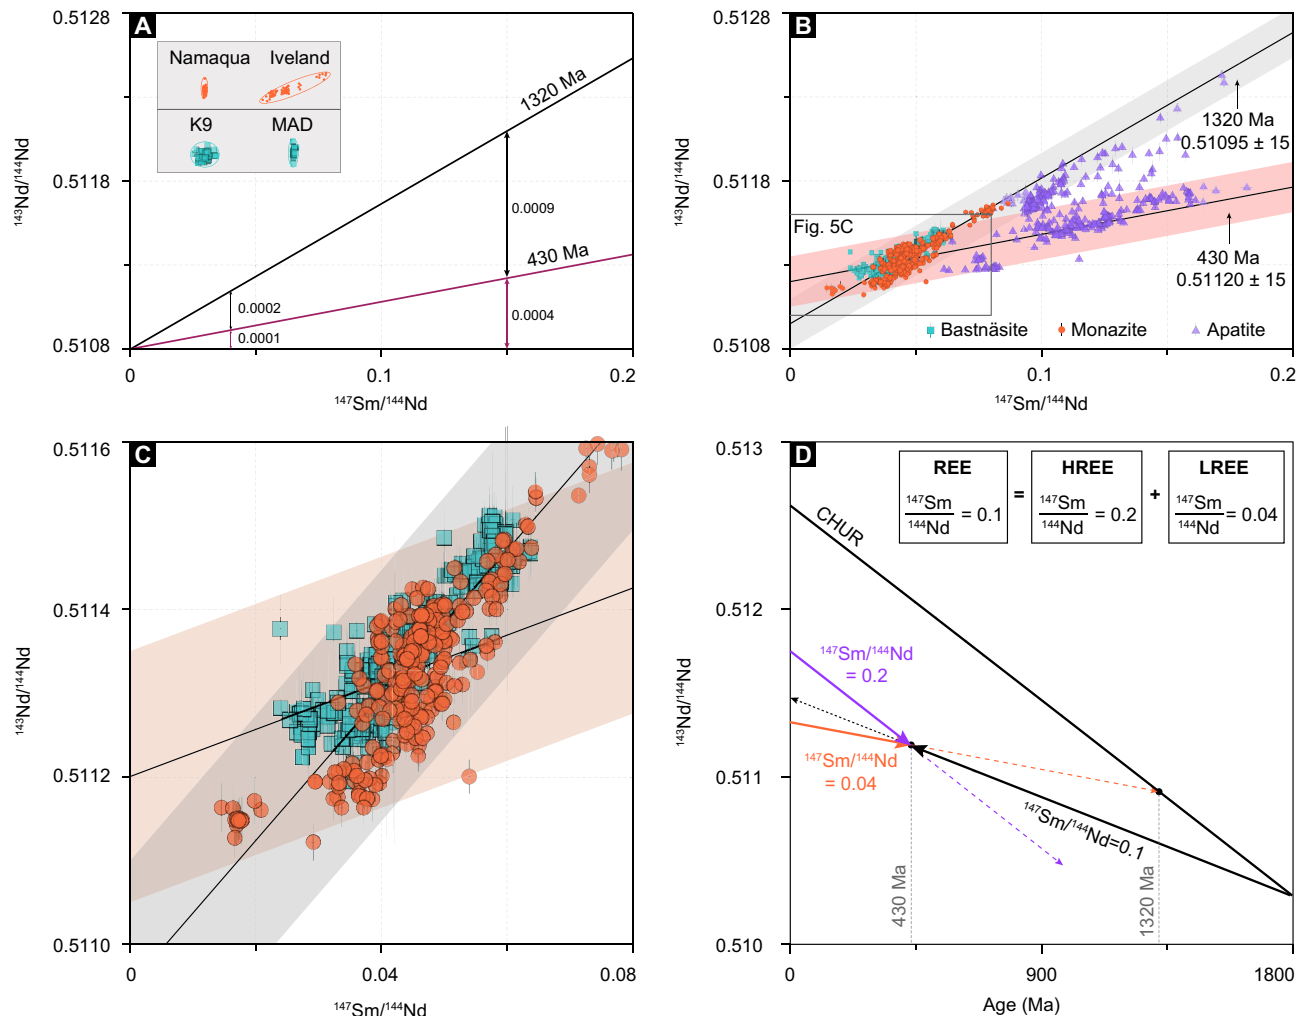 A
0.5128
0.5118
0.5108
¹⁴³Nd/¹⁴⁴Nd
Namaqua Iveland
K9 MAD
1320 Ma
0.0009
430 Ma
0.0002
0.0001
0.0004
0 0.1 0.2
¹⁴⁷Sm/¹⁴⁴Nd
B
0.5128
0.5118
0.5108
¹⁴³Nd/¹⁴⁴Nd
1320 Ma
0.51095 ± 15
Fig. 5C
430 Ma
0.51120 ± 15
Bastnäsite Monazite Apatite
0 0.1 0.2
¹⁴⁷Sm/¹⁴⁴Nd
C
0.5116
0.5114
0.5112
0.5110
¹⁴³Nd/¹⁴⁴Nd
0 0.04 0.08
¹⁴⁷Sm/¹⁴⁴Nd
D
0.513
0.512
0.511
0.510
¹⁴³Nd/¹⁴⁴Nd
REE HREE LREE
¹⁴⁷Sm/¹⁴⁴Nd = 0.1 = ¹⁴⁷Sm/¹⁴⁴Nd = 0.2 + ¹⁴⁷Sm/¹⁴⁴Nd = 0.04
CHUR
¹⁴⁷Sm/¹⁴⁴Nd
= 0.2
¹⁴⁷Sm/¹⁴⁴Nd
= 0.04
¹⁴⁷Sm/¹⁴⁴Nd=0.1
430 Ma
1320 Ma
0 900 1800
Age (Ma)